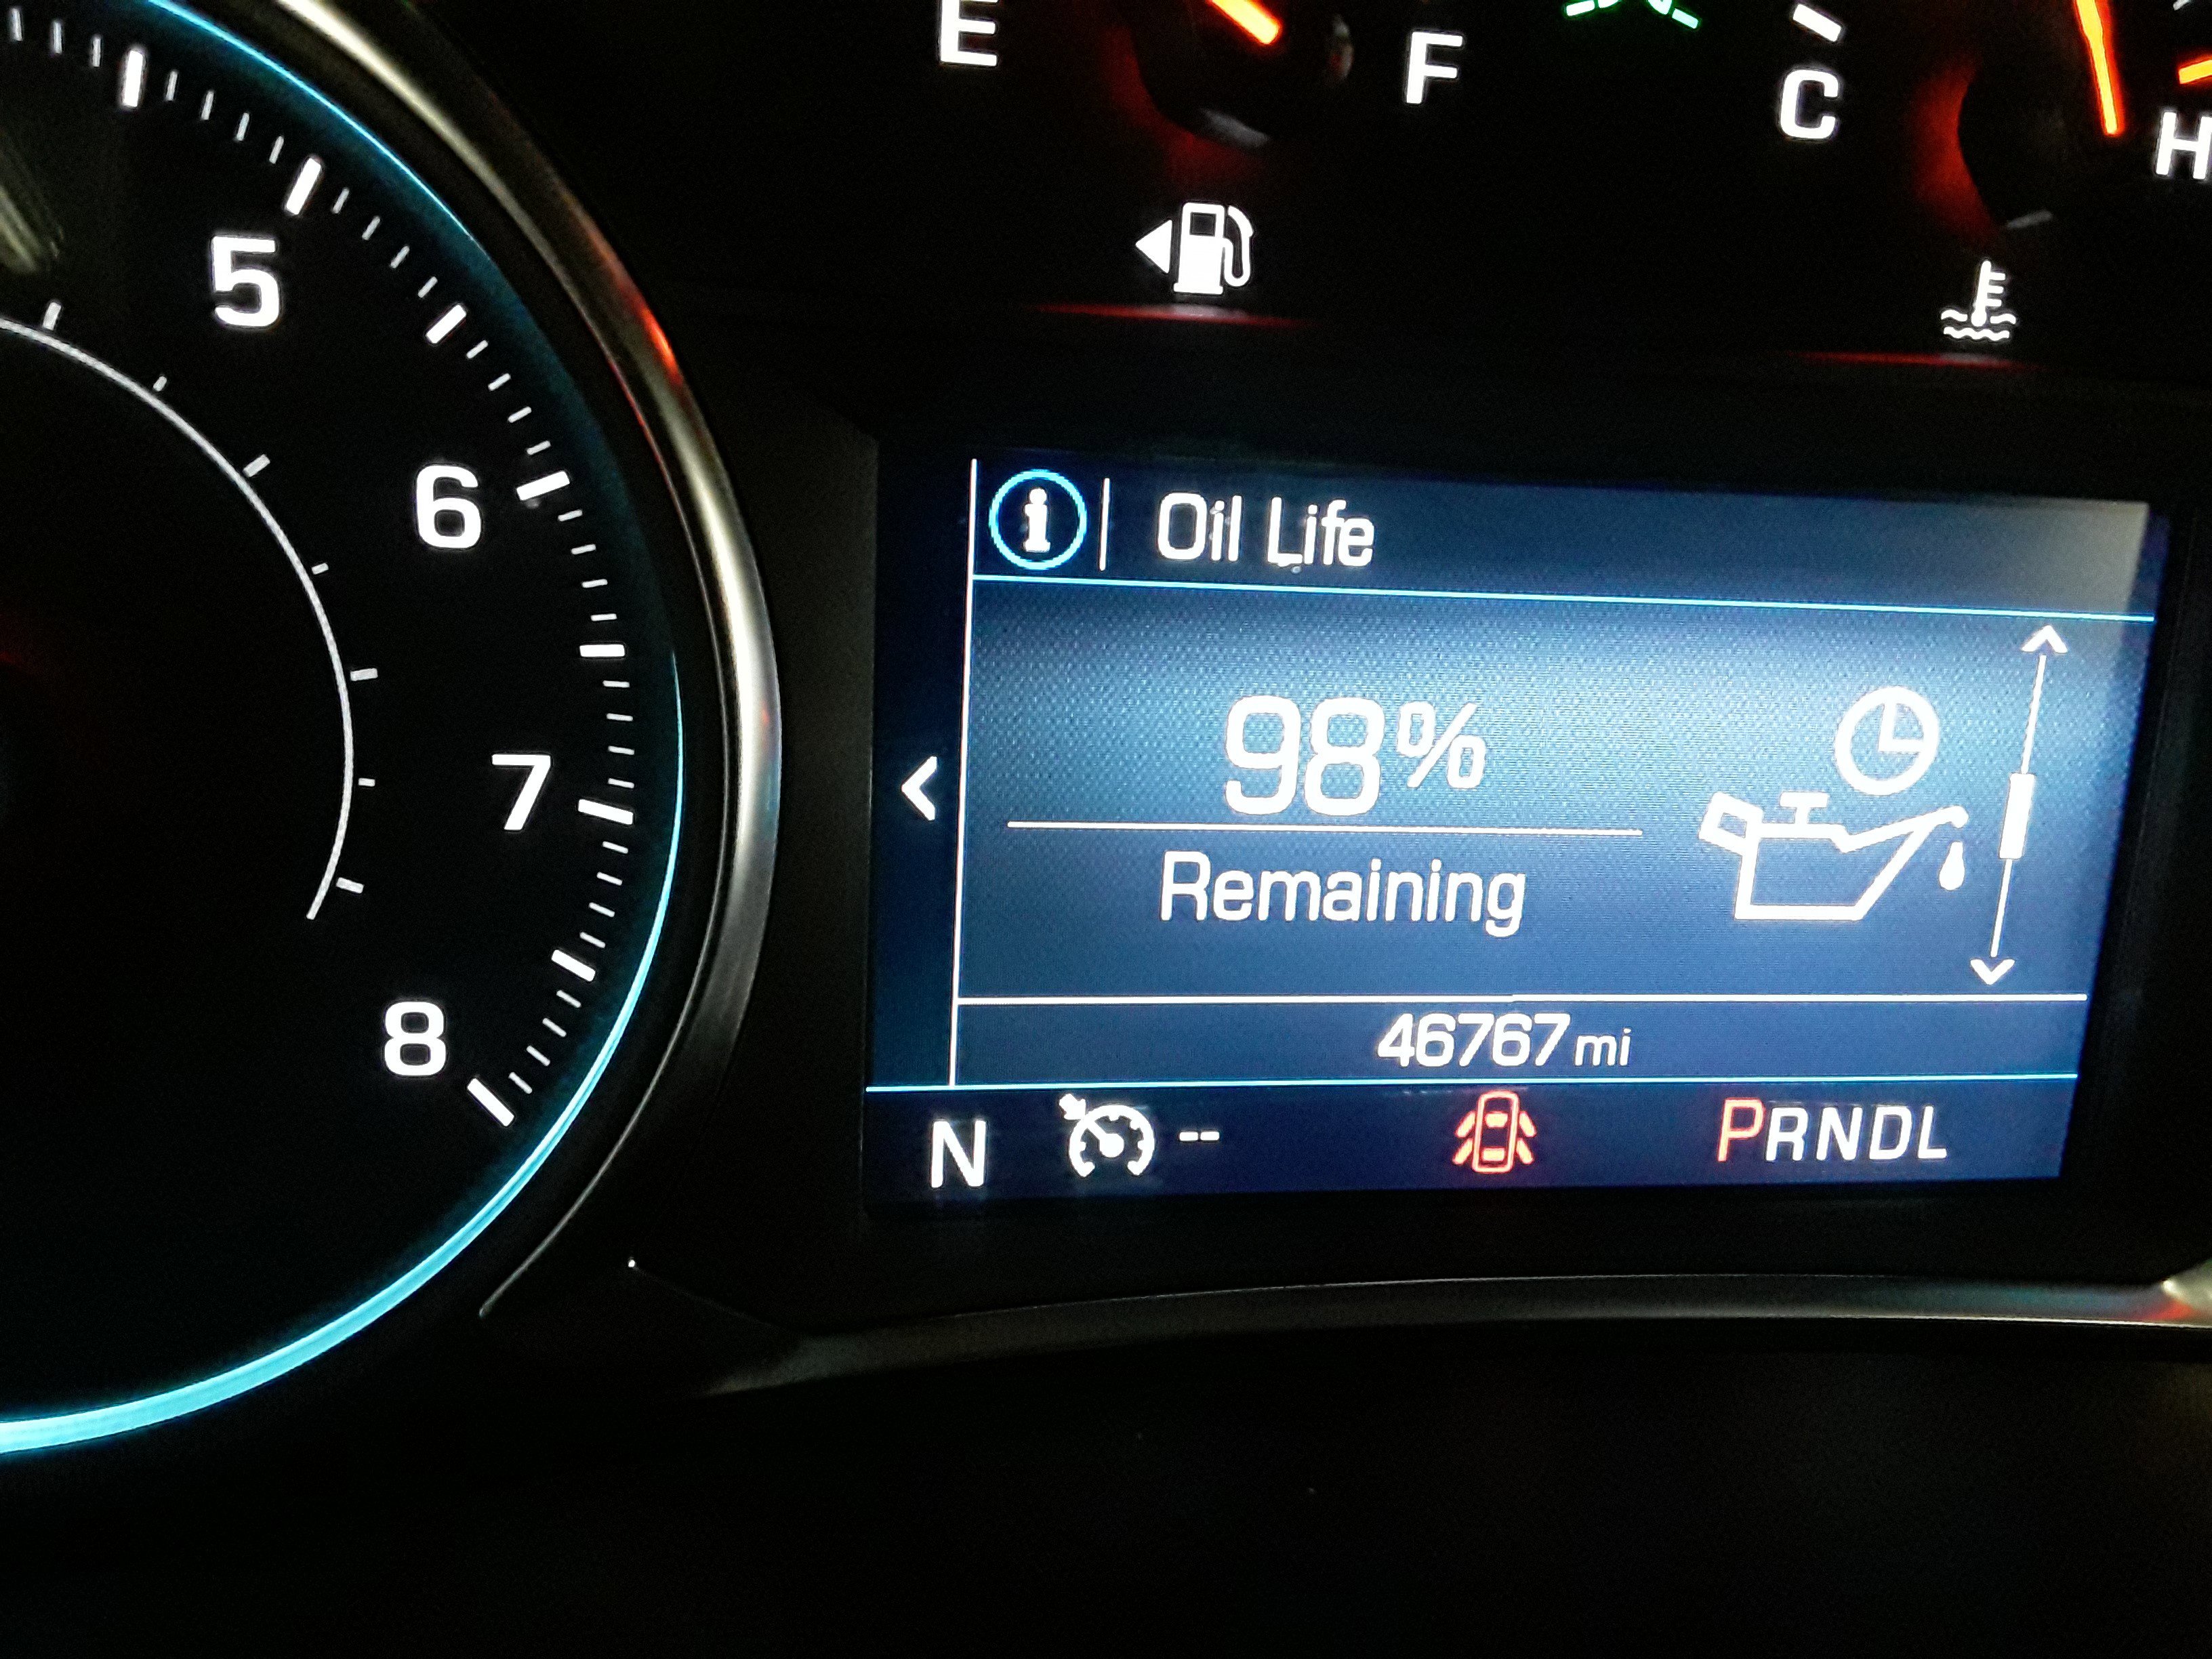 E F C H
5
6
7
8
i Oil Life
98%
Remaining
46767 mi
N -- PRNDL